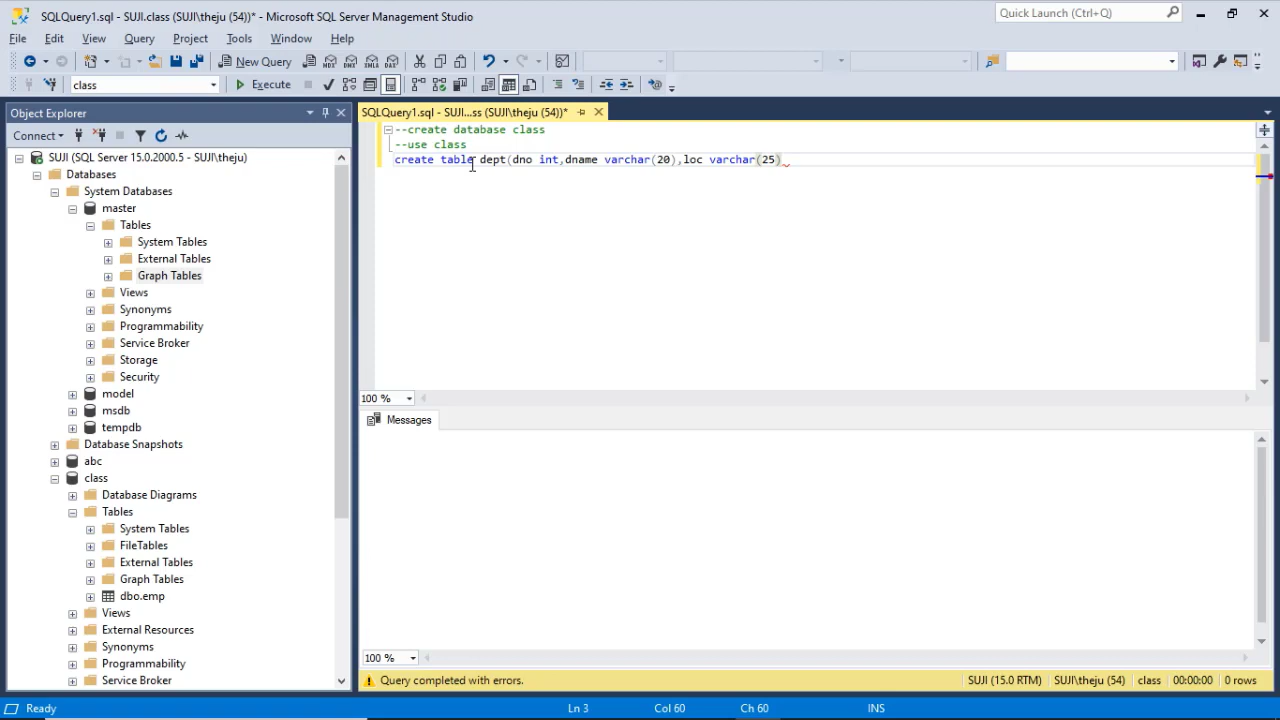 SQLQuery1.sql - SUJI.class (SUJI\theju (54))* - Microsoft SQL Server Management Studio
Quick Launch (Ctrl+Q)
File Edit View Query Project Tools Window Help
New Query
class
Execute
Object Explorer
SQLQuery1.sql - SUJI...ss (SUJI\theju (54))*
Connect
SUJI (SQL Server 15.0.2000.5 - SUJI\theju)
Databases
System Databases
master
Tables
System Tables
External Tables
Graph Tables
Views
Synonyms
Programmability
Service Broker
Storage
Security
model
msdb
tempdb
Database Snapshots
abc
class
Database Diagrams
Tables
System Tables
FileTables
External Tables
Graph Tables
dbo.emp
Views
External Resources
Synonyms
Programmability
Service Broker
--create database class
--use class
create table dept(dno int,dname varchar(20),loc varchar(25)
100 %
Messages
100 %
Query completed with errors.
SUJI (15.0 RTM)
SUJI\theju (54)
class
00:00:00
0 rows
Ready
Ln 3
Col 60
Ch 60
INS